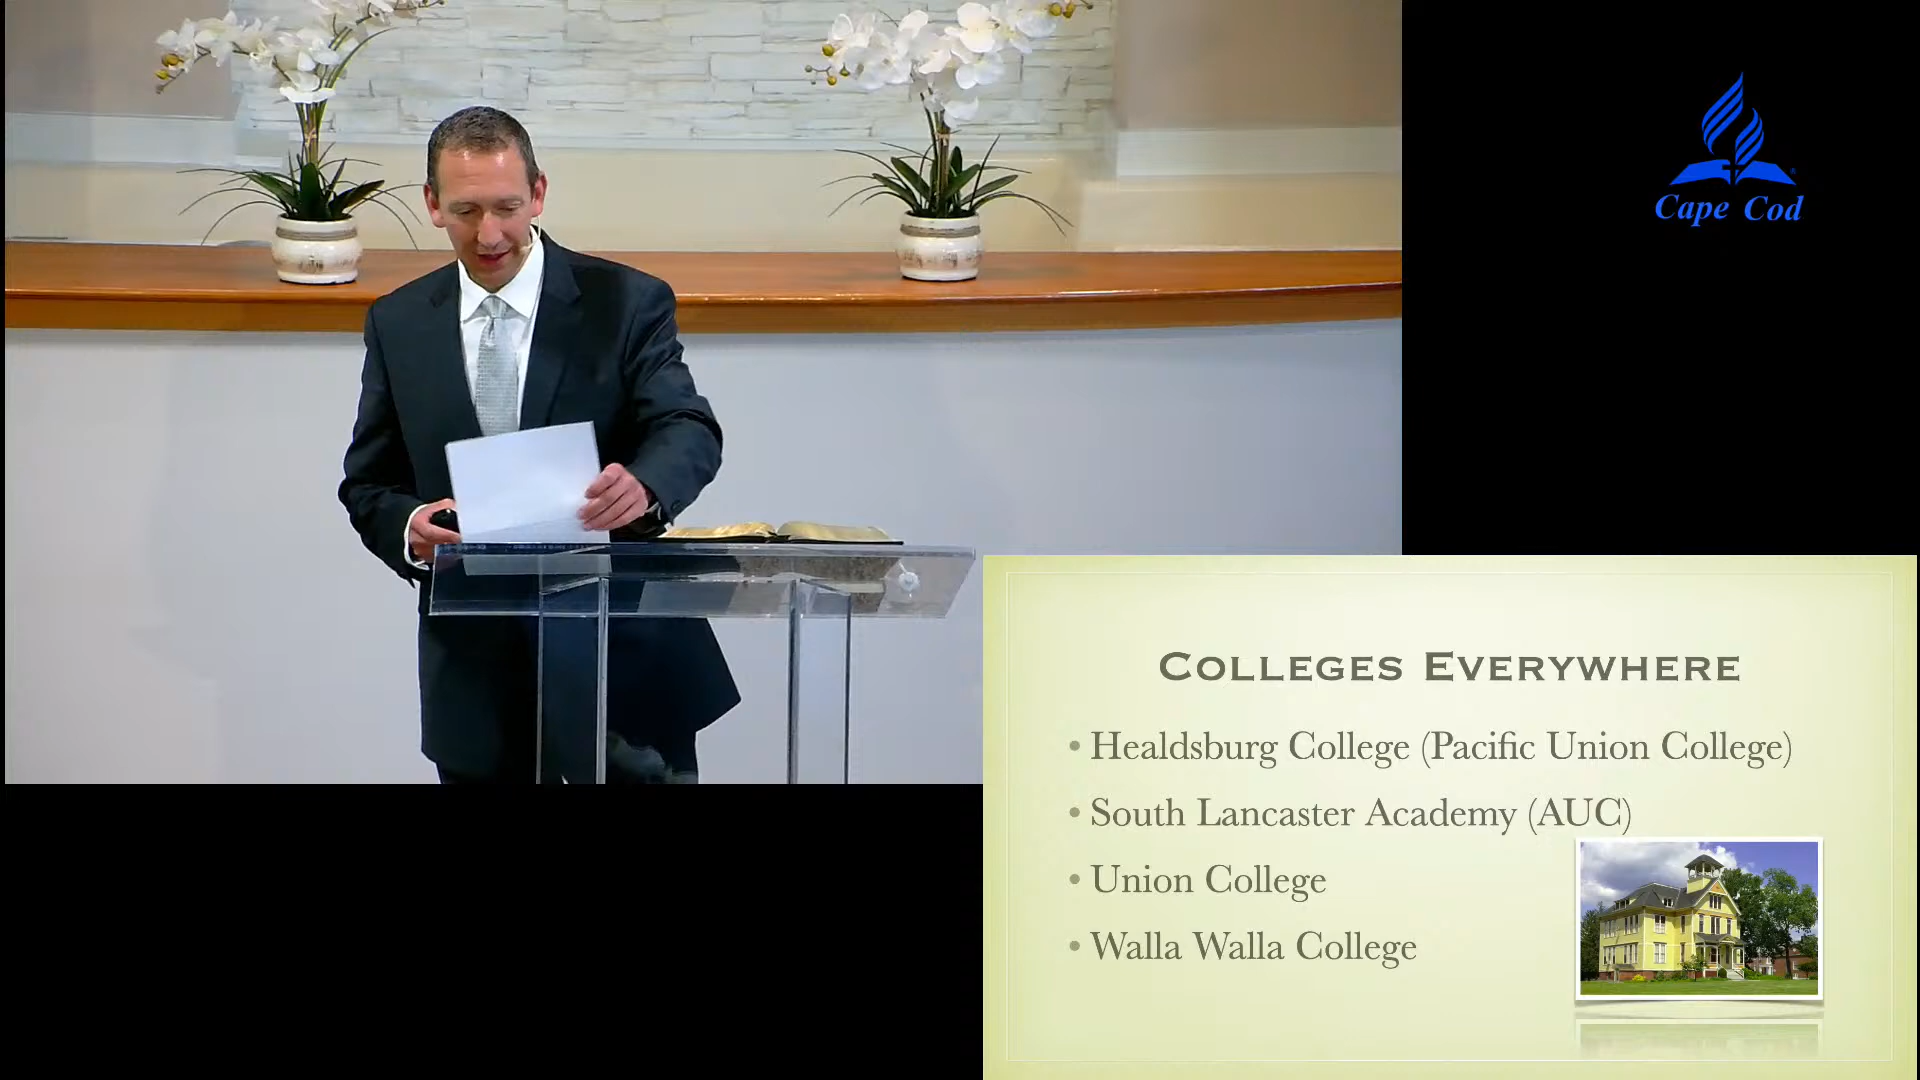 Cape Cod
Colleges Everywhere
• Healdsburg College (Pacific Union College)
• South Lancaster Academy (AUC)
• Union College
• Walla Walla College